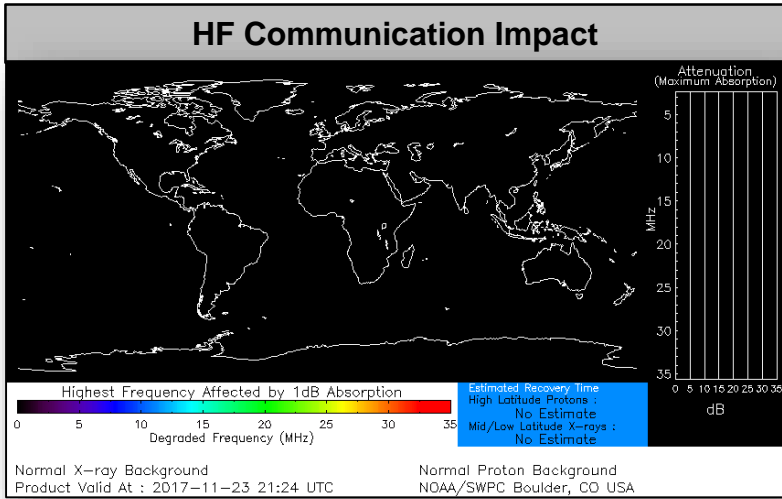 HF Communication Impact
Attenuation
(Maximum Absorption)
5
10
15
20
25
30
35
MHz
0 5 10 15 20 25 30 35
dB
Highest Frequency Affected by 1dB Absorption
0 5 10 15 20 25 30 35
Degraded Frequency (MHz)
Estimated Recovery Time
High Latitude Protons :
No Estimate
Mid/Low Latitude X-rays :
No Estimate
Normal X-ray Background
Product Valid At : 2017-11-23 21:24 UTC
Normal Proton Background
NOAA/SWPC Boulder, CO USA